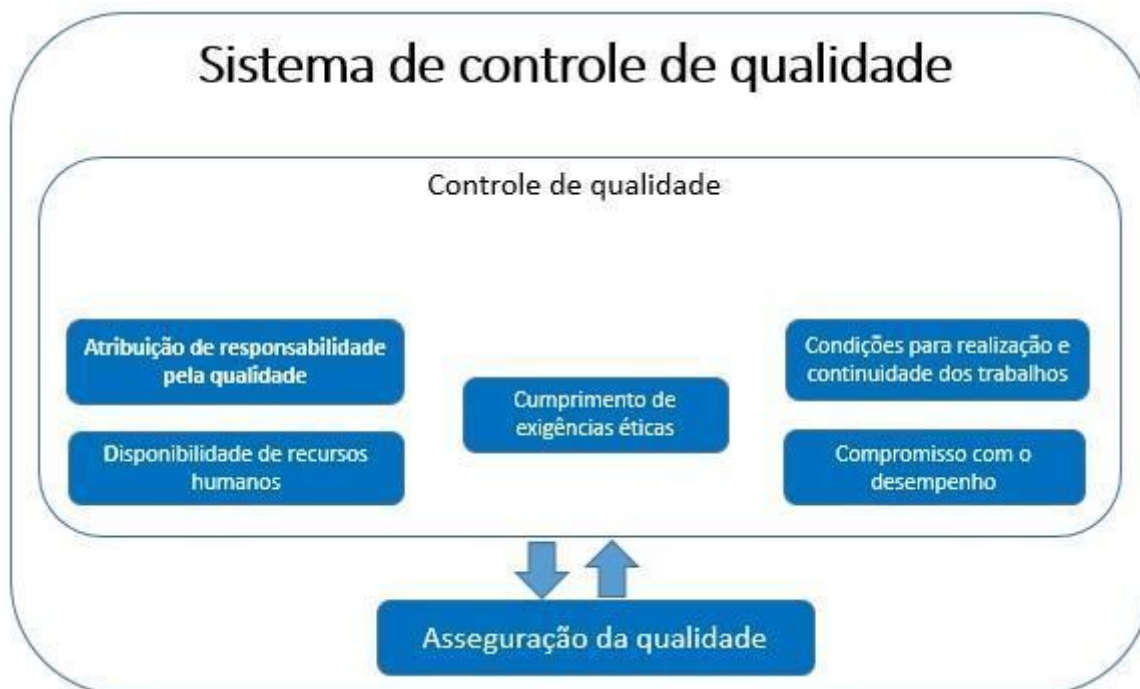 Sistema de controle de qualidade
Controle de qualidade
Atribuição de responsabilidade
pela qualidade
Disponibilidade de recursos
humanos
Cumprimento de
exigências éticas
Condições para realização e
continuidade dos trabalhos
Compromisso com o
desempenho
Asseguração da qualidade